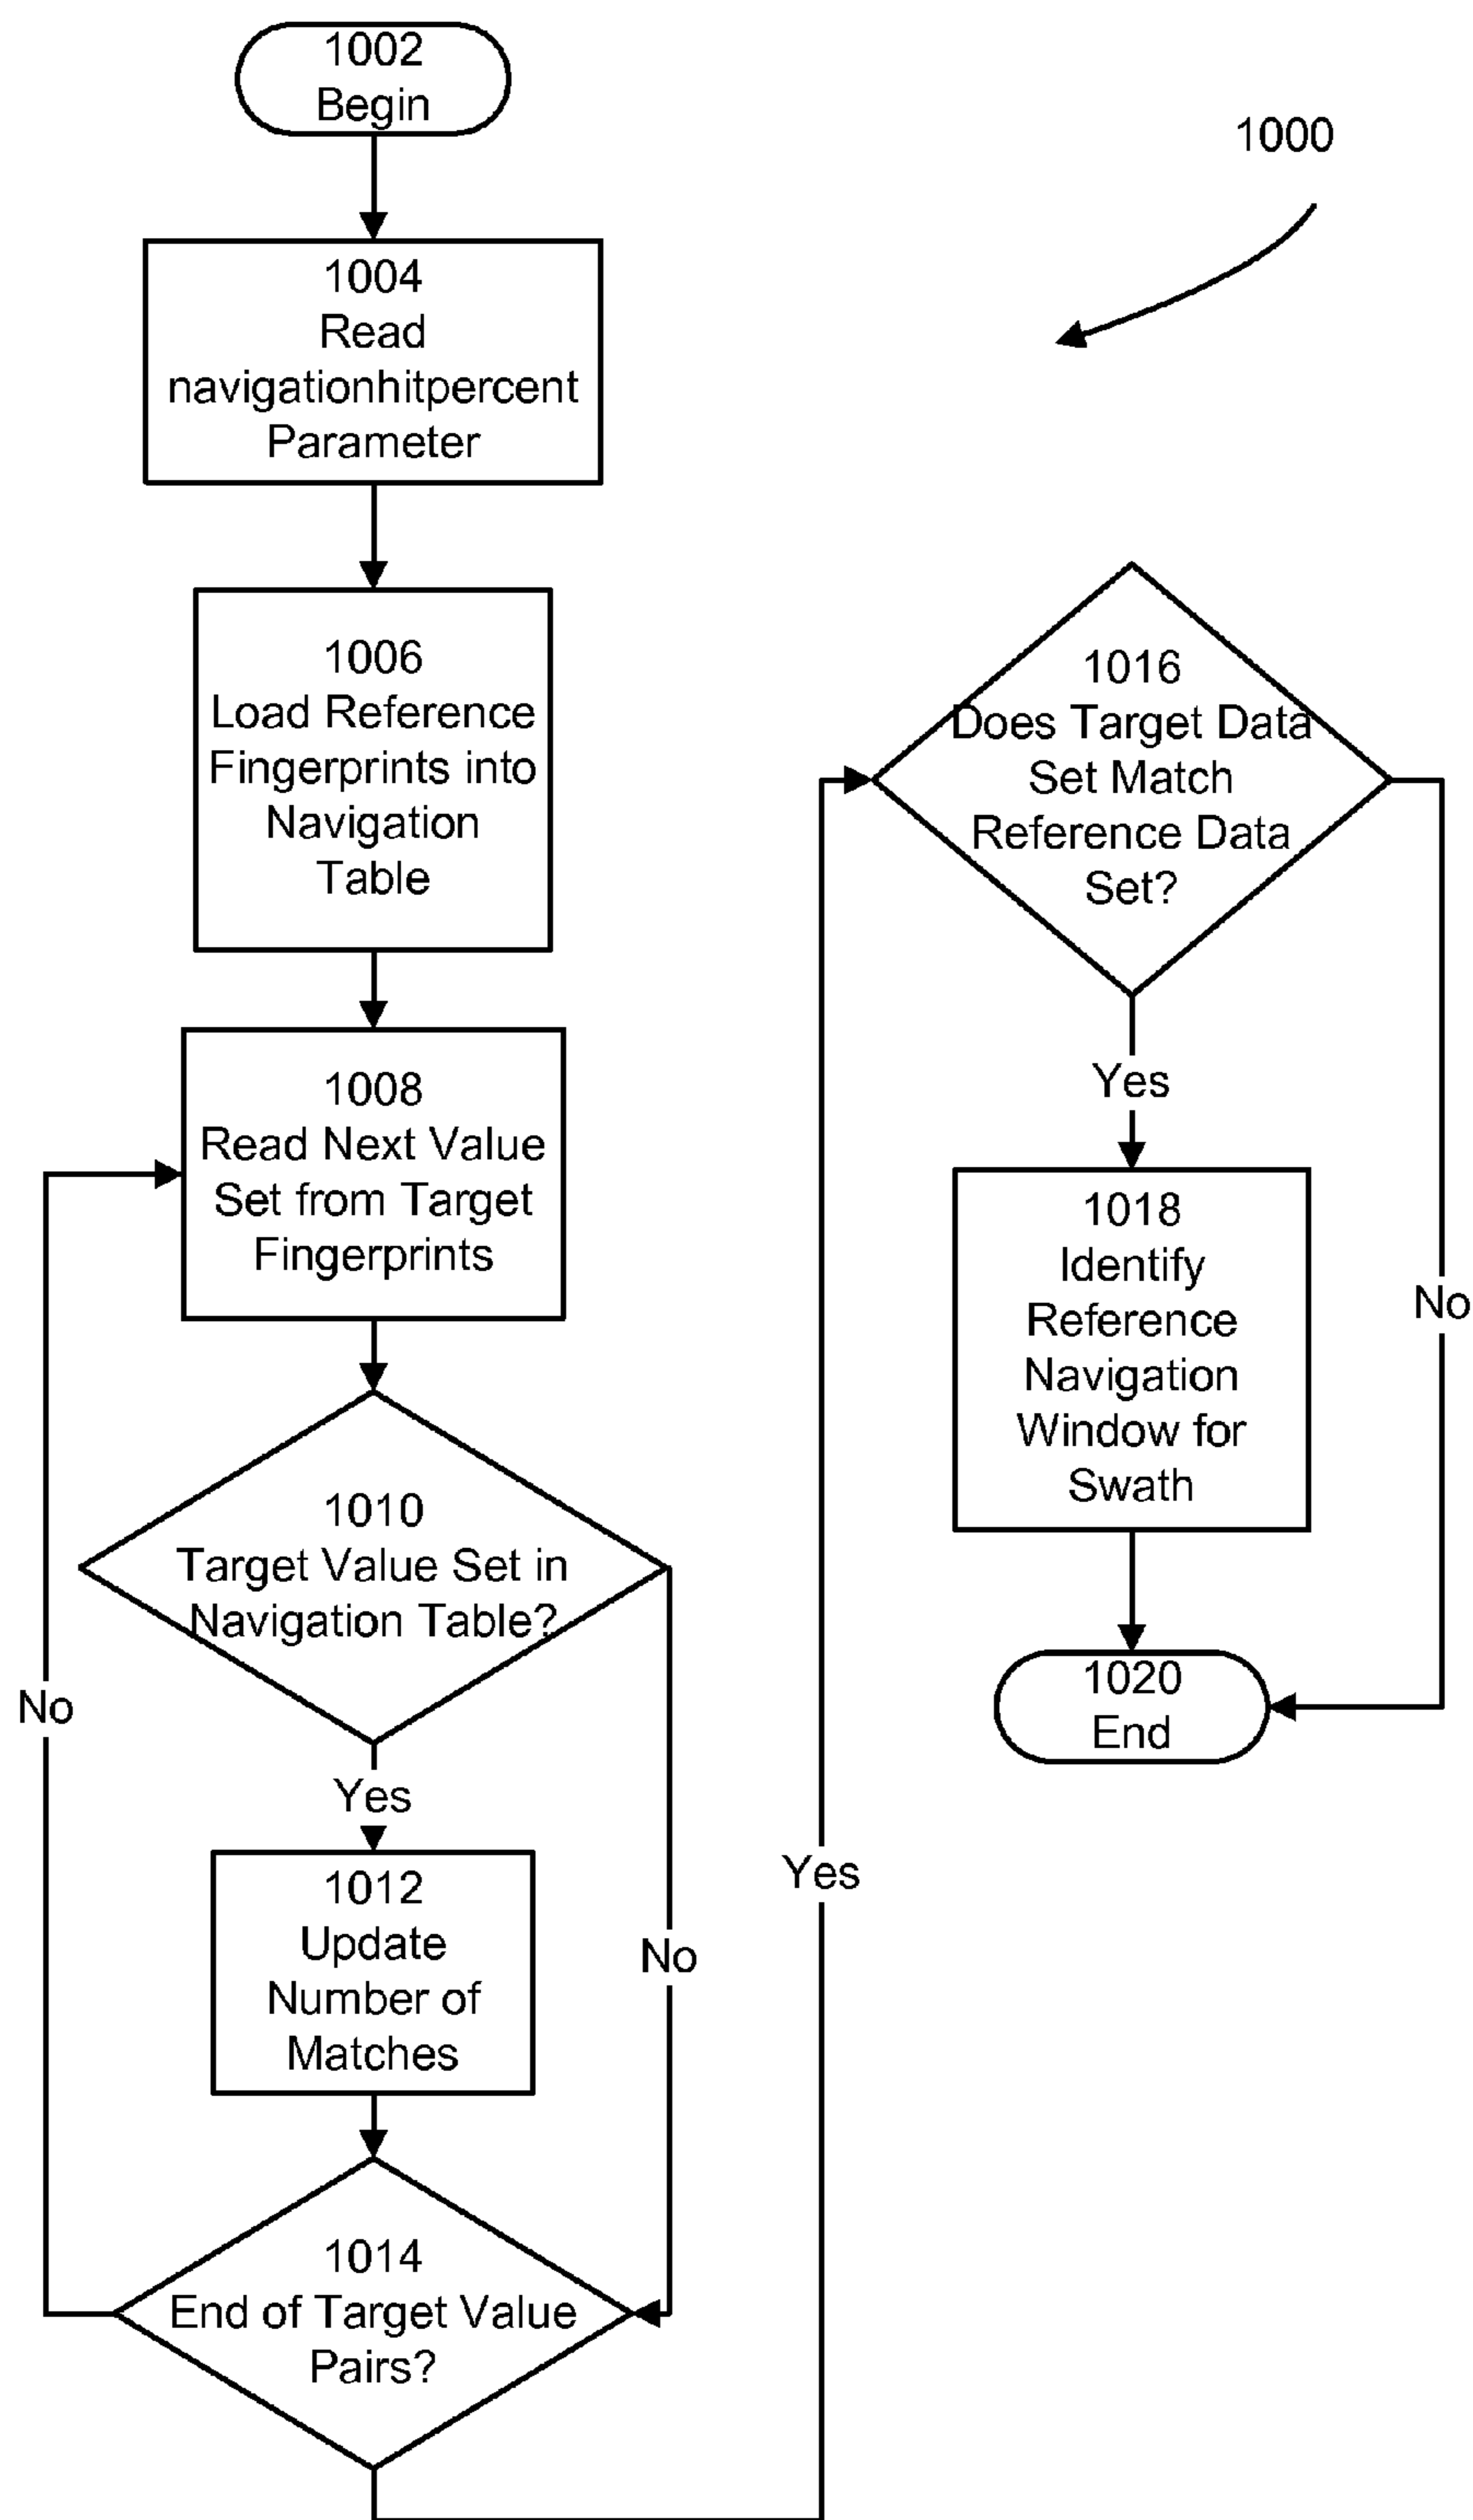 1002
Begin
1000
1004
Read
navigationhitpercent
Parameter
1006
Load Reference
Fingerprints into
Navigation
Table
1008
Read Next Value
Set from Target
Fingerprints
1010
Target Value Set in
Navigation Table?
No
Yes
1012
Update
Number of
Matches
No
1014
End of Target Value
Pairs?
Yes
1016
Does Target Data
Set Match
Reference Data
Set?
Yes
No
1018
Identify
Reference
Navigation
Window for
Swath
1020
End